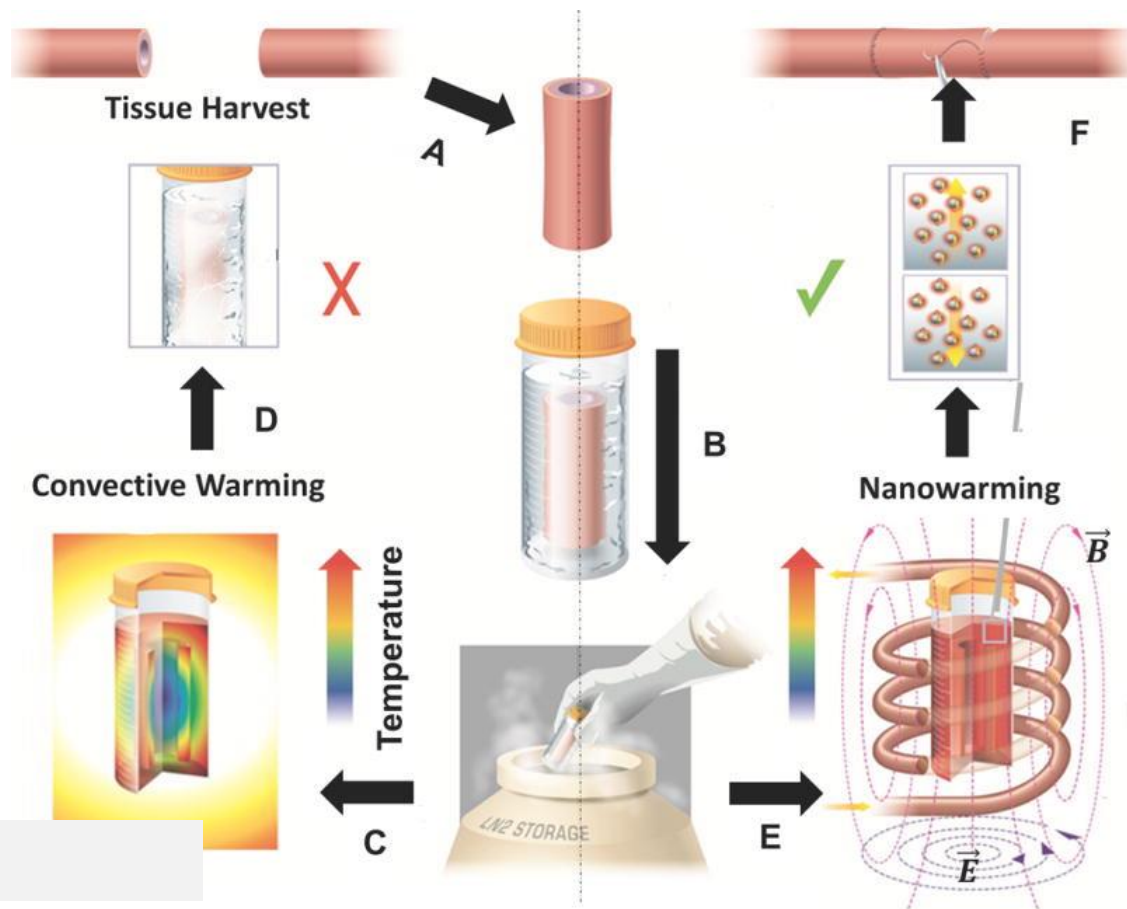 Tissue Harvest
A
F
X
D
B
Convective Warming
Nanowarming
Temperature
B
LN2 STORAGE
C
E
E